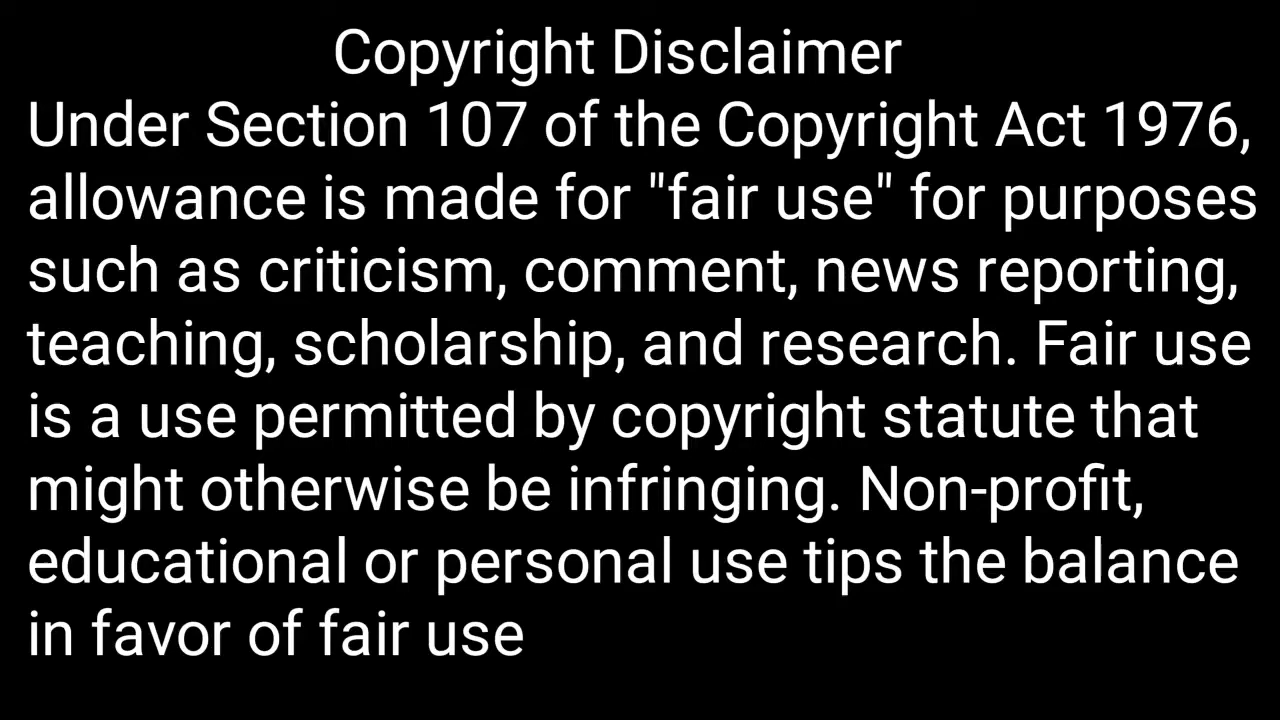 Copyright Disclaimer
Under Section 107 of the Copyright Act 1976,
allowance is made for "fair use" for purposes
such as criticism, comment, news reporting,
teaching, scholarship, and research. Fair use
is a use permitted by copyright statute that
might otherwise be infringing. Non-profit,
educational or personal use tips the balance
in favor of fair use